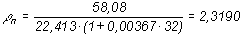 ρₙ = 58,08 / (22,413·(1+0,00367·32)) = 2,3190